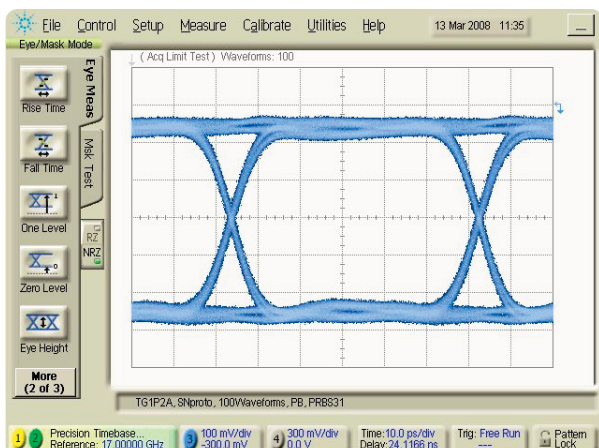 File Control Setup Measure Calibrate Utilities Help 13 Mar 2008 11:35
Eye/Mask Mode
( Acq Limit Test ) Waveforms: 100
Eye Meas
Msk Test
Rise Time
Fall Time
One Level
RZ
NRZ
Zero Level
Eye Height
More
(2 of 3)
TG1P2A, SNproto, 100Waveforms, PB, PRBS31
1 2 Precision Timebase...
Reference: 17.00000 GHz
3 100 mV/div
-300.0 mV
4 300 mV/div
0.0 V
Time:10.0 ps/div
Delay:24.1166 ns
Trig: Free Run
---
Pattern
Lock